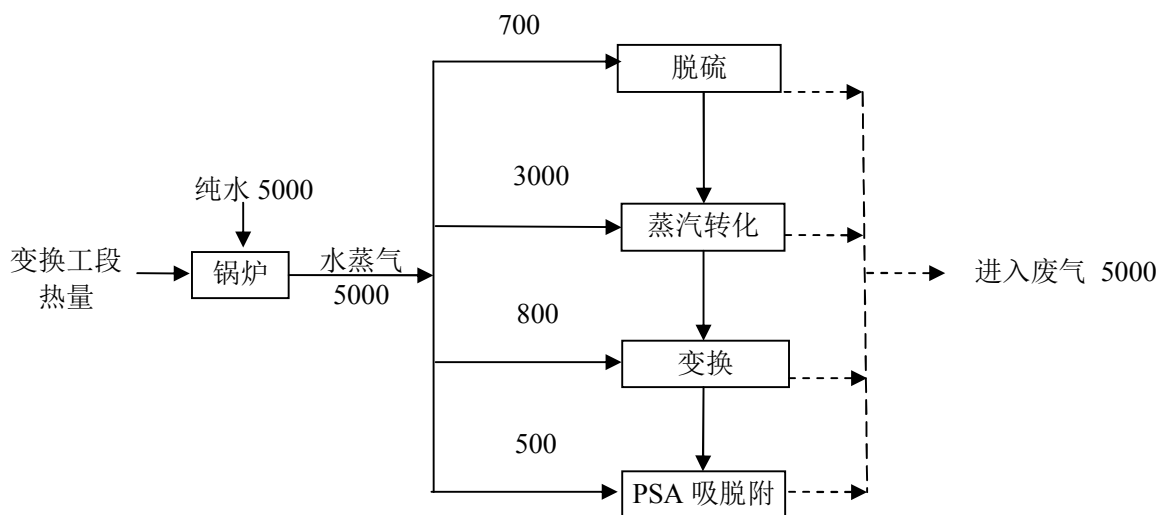 700
脱硫
3000
纯水 5000
蒸汽转化
变换工段
热量
锅炉
水蒸气
5000
进入废气 5000
800
变换
500
PSA 吸脱附